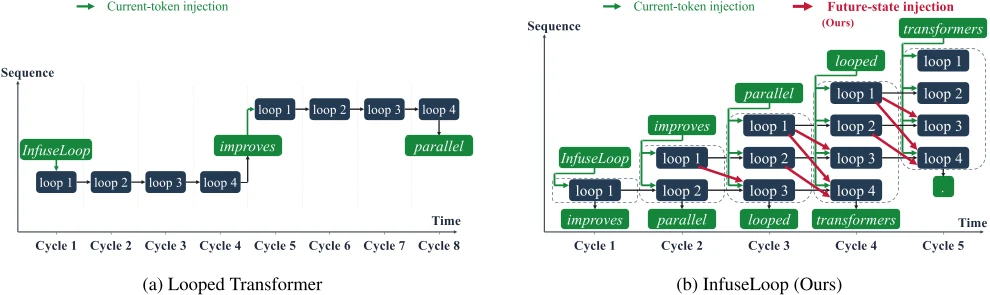 Current-token injection
Sequence
loop 1 loop 2 loop 3 loop 4
InfuseLoop improves parallel
loop 1 loop 2 loop 3 loop 4
Time
Cycle 1 Cycle 2 Cycle 3 Cycle 4 Cycle 5 Cycle 6 Cycle 7 Cycle 8
(a) Looped Transformer
Current-token injection Future-state injection
(Ours)
Sequence
transformers
looped loop 1
parallel loop 1 loop 2
improves loop 1 loop 2 loop 3
InfuseLoop loop 1 loop 2 loop 3 loop 4
loop 1 loop 2 loop 3 loop 4 .
improves parallel looped transformers
Time
Cycle 1 Cycle 2 Cycle 3 Cycle 4 Cycle 5
(b) InfuseLoop (Ours)